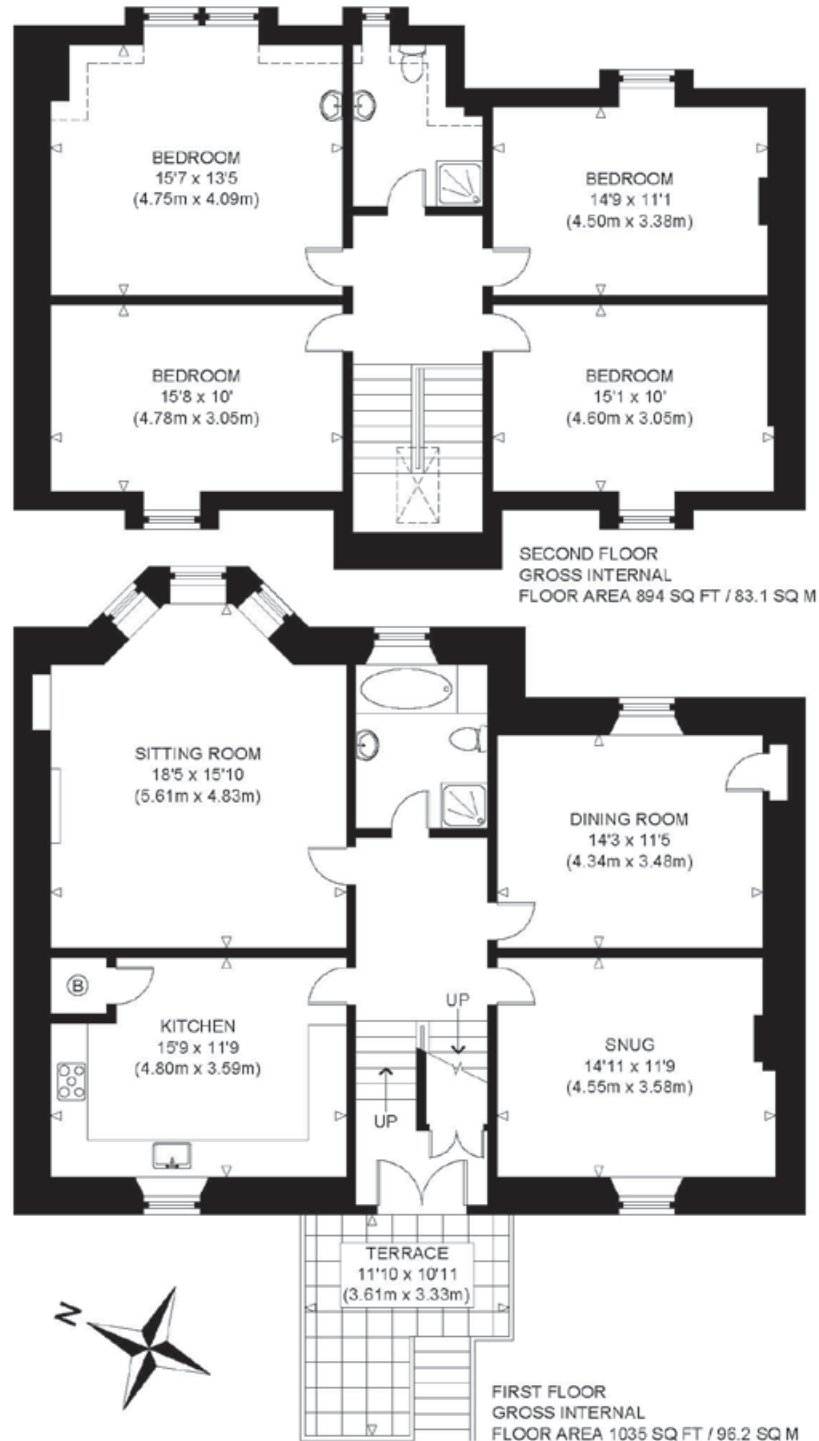 BEDROOM
15'7 x 13'5
(4.75m x 4.09m)
BEDROOM
14'9 x 11'1
(4.50m x 3.38m)
BEDROOM
15'8 x 10'
(4.78m x 3.05m)
BEDROOM
15'1 x 10'
(4.60m x 3.05m)
SECOND FLOOR
GROSS INTERNAL
FLOOR AREA 894 SQ FT / 83.1 SQ M
SITTING ROOM
18'5 x 15'10
(5.61m x 4.83m)
DINING ROOM
14'3 x 11'5
(4.34m x 3.48m)
B
KITCHEN
15'9 x 11'9
(4.80m x 3.59m)
UP
UP
SNUG
14'11 x 11'9
(4.55m x 3.58m)
TERRACE
11'10 x 10'11
(3.61m x 3.33m)
N
FIRST FLOOR
GROSS INTERNAL
FLOOR AREA 1035 SQ FT / 96.2 SQ M